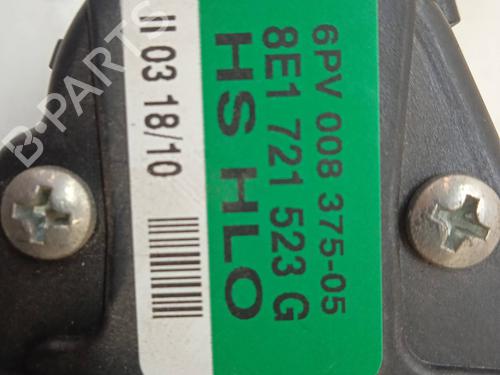 6PV 008 375-05
8E1 721 523 G
HS HLO
II 03 18/10
B-PARTS